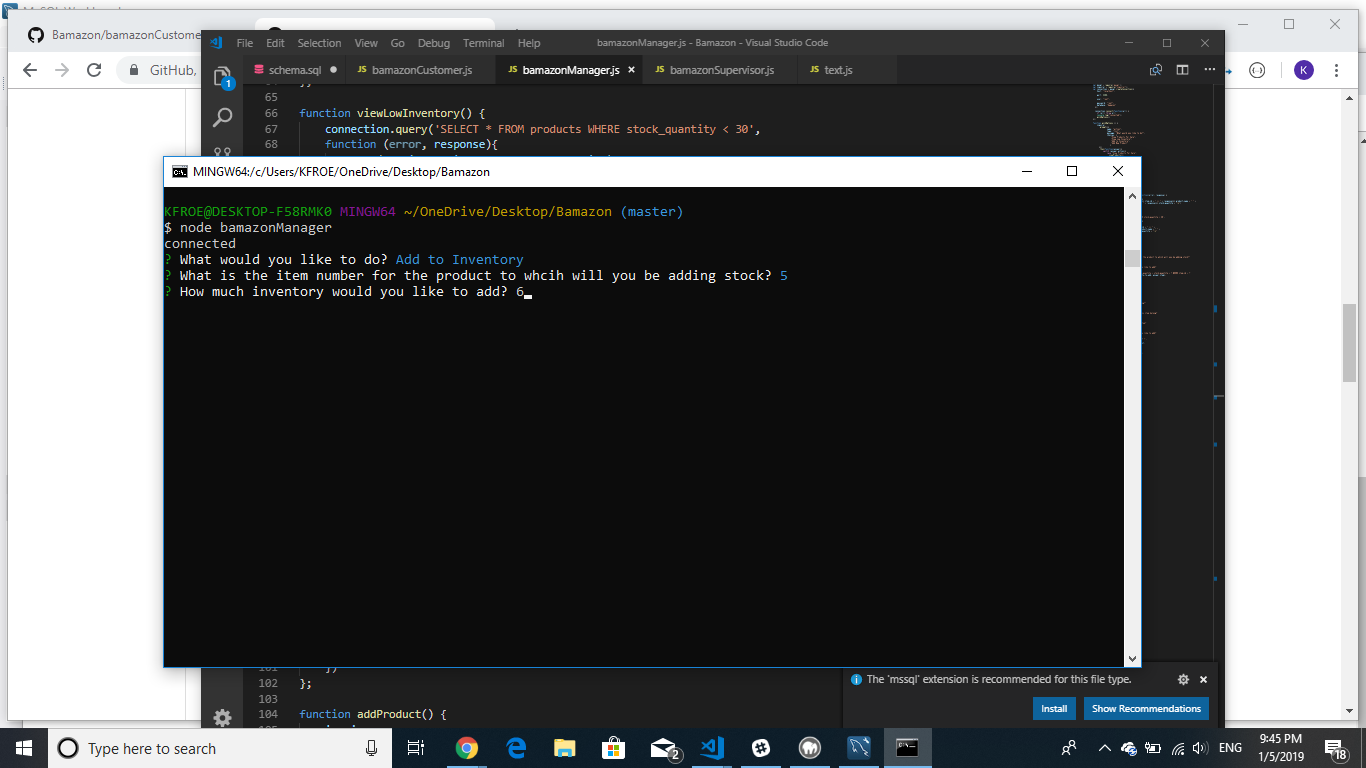 Bamazon/bamazonCustome
GitHub,
File Edit Selection View Go Debug Terminal Help
bamazonManager.js - Bamazon - Visual Studio Code
schema.sql
JS bamazonCustomer.js
JS bamazonManager.js
JS bamazonSupervisor.js
JS text.js
K
1
65
66 function viewLowInventory() {
67 connection.query('SELECT * FROM products WHERE stock_quantity < 30',
68 function (error, response){
MINGW64:/c/Users/KFROE/OneDrive/Desktop/Bamazon
KFROE@DESKTOP-F58RMK0 MINGW64 ~/OneDrive/Desktop/Bamazon (master)
$ node bamazonManager
connected
? What would you like to do? Add to Inventory
? What is the item number for the product to whcih will you be adding stock? 5
? How much inventory would you like to add? 6
102 };
103
104 function addProduct() {
The 'mssql' extension is recommended for this file type.
Install
Show Recommendations
Type here to search
2
ENG
9:45 PM
1/5/2019
18